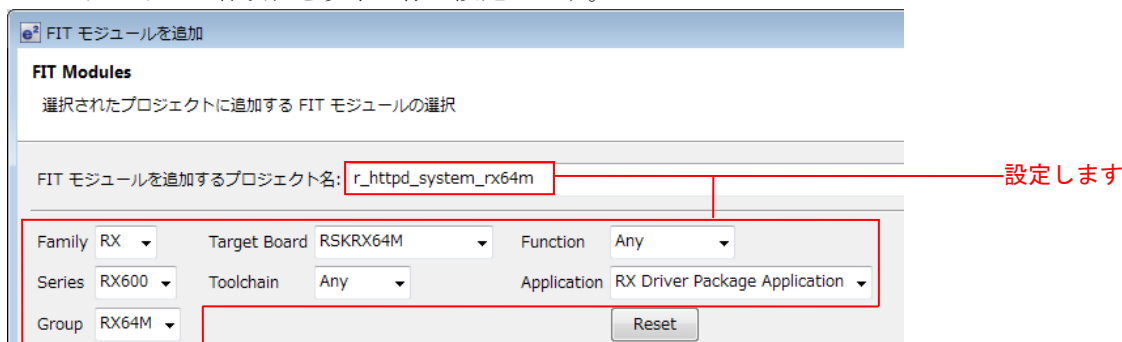 e² FIT モジュールを追加
FIT Modules
選択されたプロジェクトに追加する FIT モジュールの選択
FIT モジュールを追加するプロジェクト名: r_httpd_system_rx64m
設定します
Family RX Target Board RSKRX64M Function Any
Series RX600 Toolchain Any Application RX Driver Package Application
Group RX64M Reset